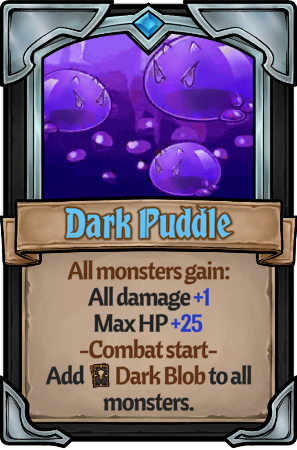 Dark Puddle
All monsters gain:
All damage +1
Max HP +25
-Combat start-
Add Dark Blob to all
monsters.